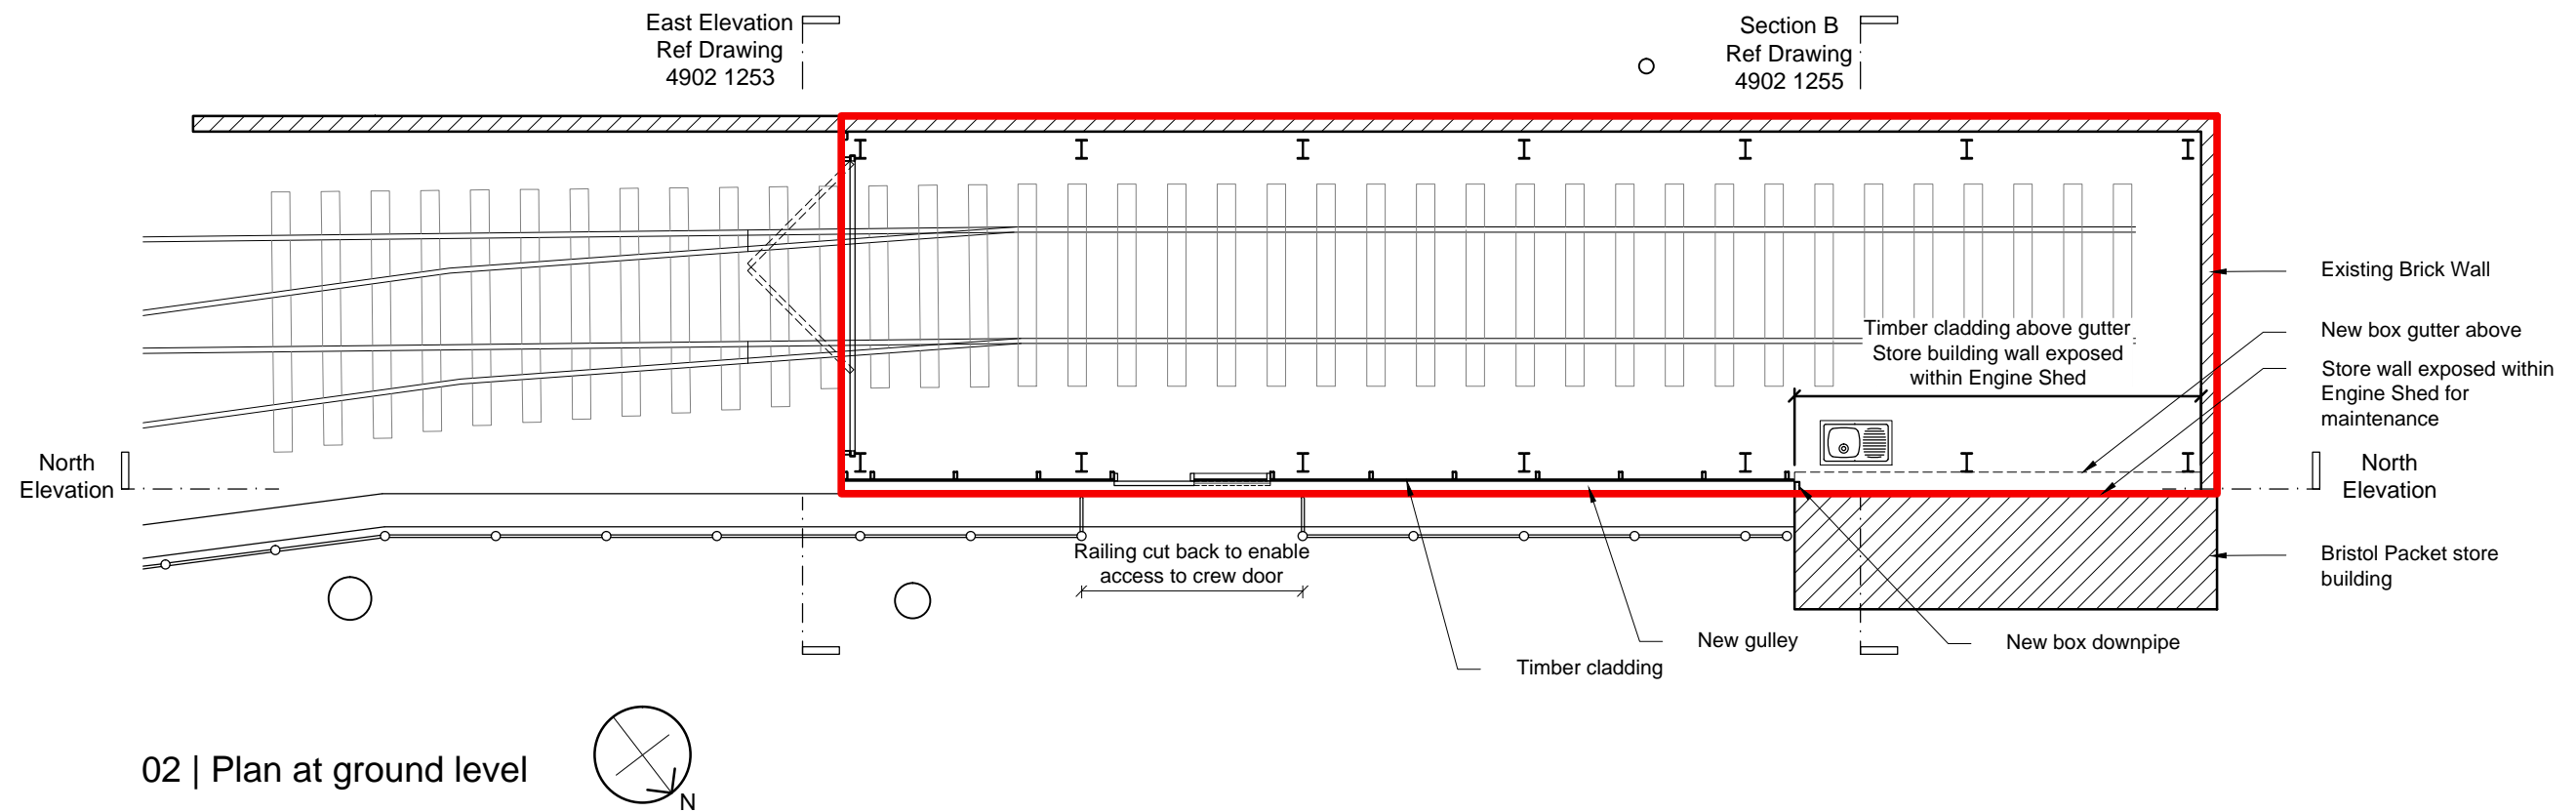 East Elevation
Ref Drawing
4902 1253
Section B
Ref Drawing
4902 1255
Existing Brick Wall
Timber cladding above gutter
Store building wall exposed
within Engine Shed
New box gutter above
Store wall exposed within
Engine Shed for
maintenance
North
Elevation
North
Elevation
Railing cut back to enable
access to crew door
Bristol Packet store
building
New gulley
New box downpipe
Timber cladding
02 | Plan at ground level
N